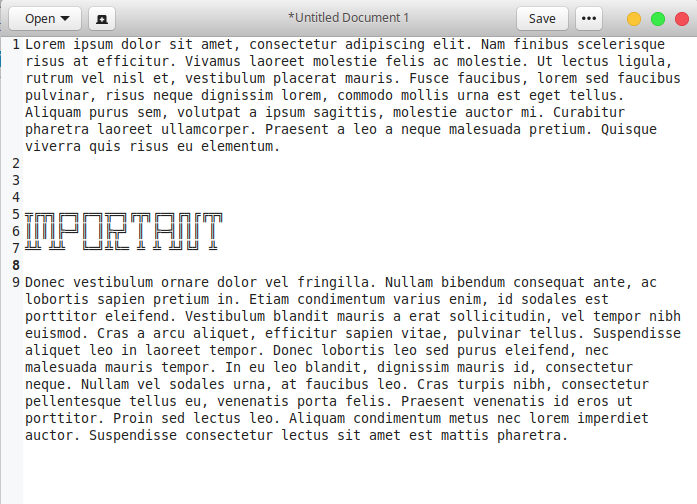 Open
*Untitled Document 1
Save
1 Lorem ipsum dolor sit amet, consectetur adipiscing elit. Nam finibus scelerisque
risus at efficitur. Vivamus laoreet molestie felis ac molestie. Ut lectus ligula,
rutrum vel nisl et, vestibulum placerat mauris. Fusce faucibus, lorem sed faucibus
pulvinar, risus neque dignissim lorem, commodo mollis urna est eget tellus.
Aliquam purus sem, volutpat a ipsum sagittis, molestie auctor mi. Curabitur
pharetra laoreet ullamcorper. Praesent a leo a neque malesuada pretium. Quisque
viverra quis risus eu elementum.
2
3
4
5
6 IMPORTANT
7
8
9 Donec vestibulum ornare dolor vel fringilla. Nullam bibendum consequat ante, ac
lobortis sapien pretium in. Etiam condimentum varius enim, id sodales est
porttitor eleifend. Vestibulum blandit mauris a erat sollicitudin, vel tempor nibh
euismod. Cras a arcu aliquet, efficitur sapien vitae, pulvinar tellus. Suspendisse
aliquet leo in laoreet tempor. Donec lobortis leo sed purus eleifend, nec
malesuada mauris tempor. In eu leo blandit, dignissim mauris id, consectetur
neque. Nullam vel sodales urna, at faucibus leo. Cras turpis nibh, consectetur
pellentesque tellus eu, venenatis porta felis. Praesent venenatis id eros ut
porttitor. Proin sed lectus leo. Aliquam condimentum metus nec lorem imperdiet
auctor. Suspendisse consectetur lectus sit amet est mattis pharetra.